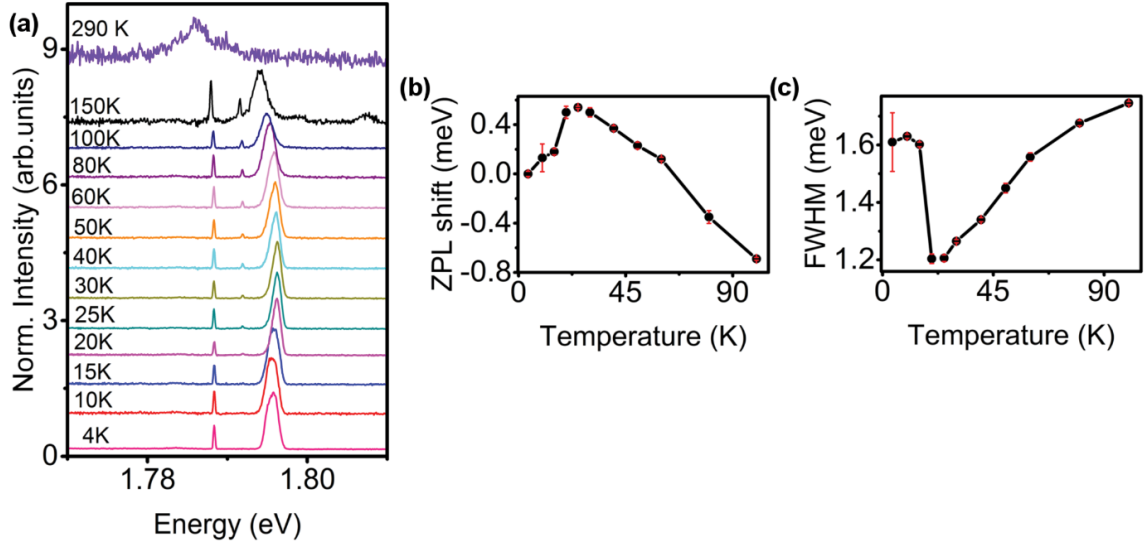 (a)
290 K
150K
100K
80K
60K
50K
40K
30K
25K
20K
15K
10K
4K
9
6
3
0
Norm. Intensity (arb.units)
1.78
1.80
Energy (eV)
(b)
0.4
0.0
-0.4
-0.8
ZPL shift (meV)
0
45
90
Temperature (K)
(c)
1.6
1.4
1.2
FWHM (meV)
0
45
90
Temperature (K)